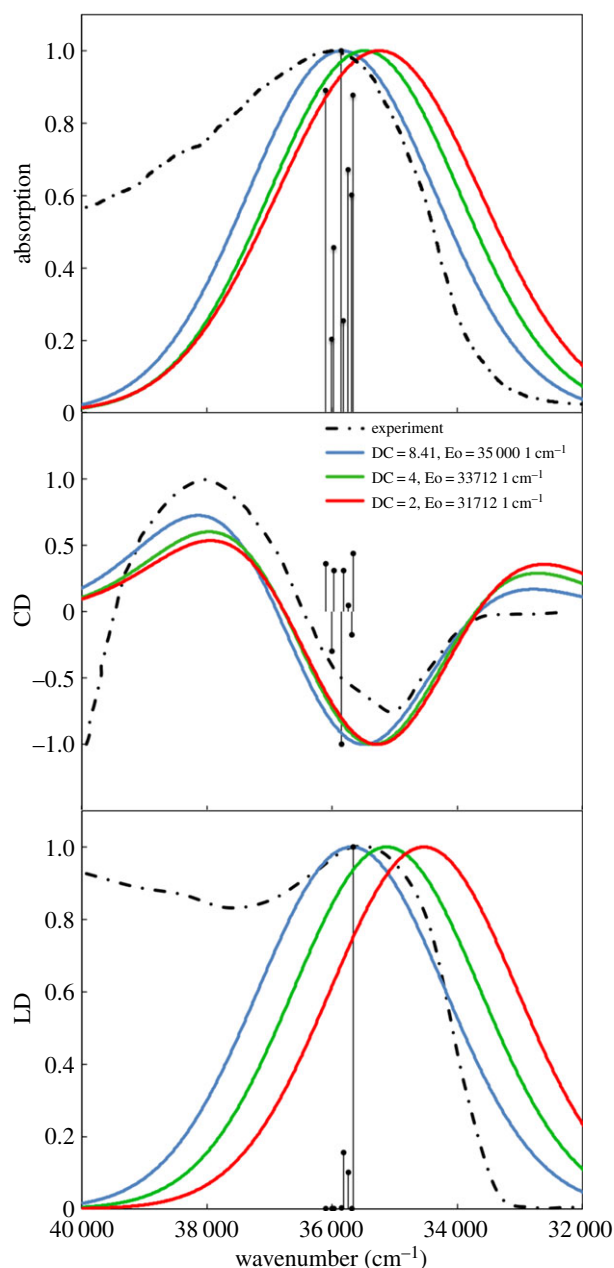 1.0
0.8
0.6
0.4
0.2
0
absorption
experiment
DC = 8.41, Eo = 35 000 1 cm⁻¹
DC = 4, Eo = 33712 1 cm⁻¹
DC = 2, Eo = 31712 1 cm⁻¹
1.0
0.5
0
−0.5
−1.0
CD
1.0
0.8
0.6
0.4
0.2
0
LD
40 000
38 000
36 000
34 000
32 000
wavenumber (cm⁻¹)